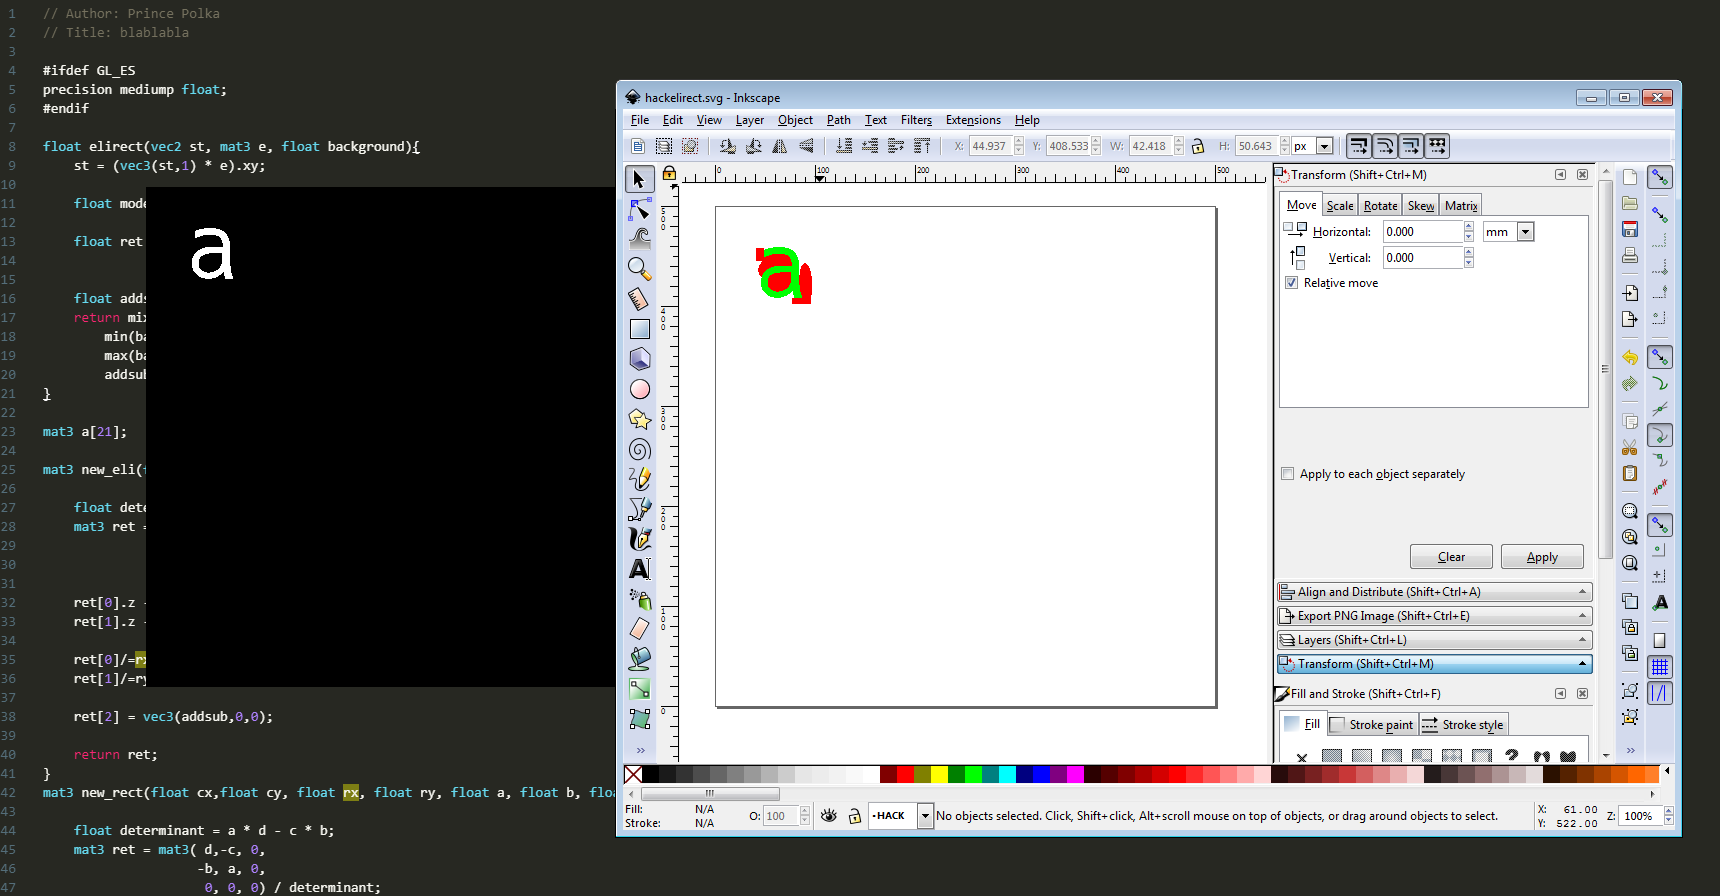 1 // Author: Prince Polka
2 // Title: blablabla
3
4 #ifdef GL_ES
5 precision mediump float;
6 #endif
7
8 float elirect(vec2 st, mat3 e, float background){
9 st = (vec3(st,1) * e).xy;
10
11 float mode
12
13 float ret
14
15
16 float adds
17 return mix
18 min(ba
19 max(ba
20 addsub
21 }
22
23 mat3 a[21];
24
25 mat3 new_eli(f
26
27 float dete
28 mat3 ret =
29
30
31
32 ret[0].z -
33 ret[1].z -
34
35 ret[0]/=rx
36 ret[1]/=ry
37
38 ret[2] = vec3(addsub,0,0);
39
40 return ret;
41 }
42 mat3 new_rect(float cx,float cy, float rx, float ry, float a, float b, floa
43
44 float determinant = a * d - c * b;
45 mat3 ret = mat3( d,-c, 0,
46 -b, a, 0,
47 0, 0, 0) / determinant;
a
hackelirect.svg - Inkscape
File Edit View Layer Object Path Text Filters Extensions Help
X: 44.937 Y: 408.533 W: 42.418 H: 50.643 px
0 100 200 300 400 500
500
400
300
200
100
0
a
Transform (Shift+Ctrl+M)
Move Scale Rotate Skew Matrix
Horizontal: 0.000 mm
Vertical: 0.000
Relative move
Apply to each object separately
Clear Apply
Align and Distribute (Shift+Ctrl+A)
Export PNG Image (Shift+Ctrl+E)
Layers (Shift+Ctrl+L)
Transform (Shift+Ctrl+M)
Fill and Stroke (Shift+Ctrl+F)
Fill Stroke paint Stroke style
Fill: N/A
Stroke: N/A
O: 100
•HACK
No objects selected. Click, Shift+click, Alt+scroll mouse on top of objects, or drag around objects to select.
X: 61.00
Y: 522.00
Z: 100%